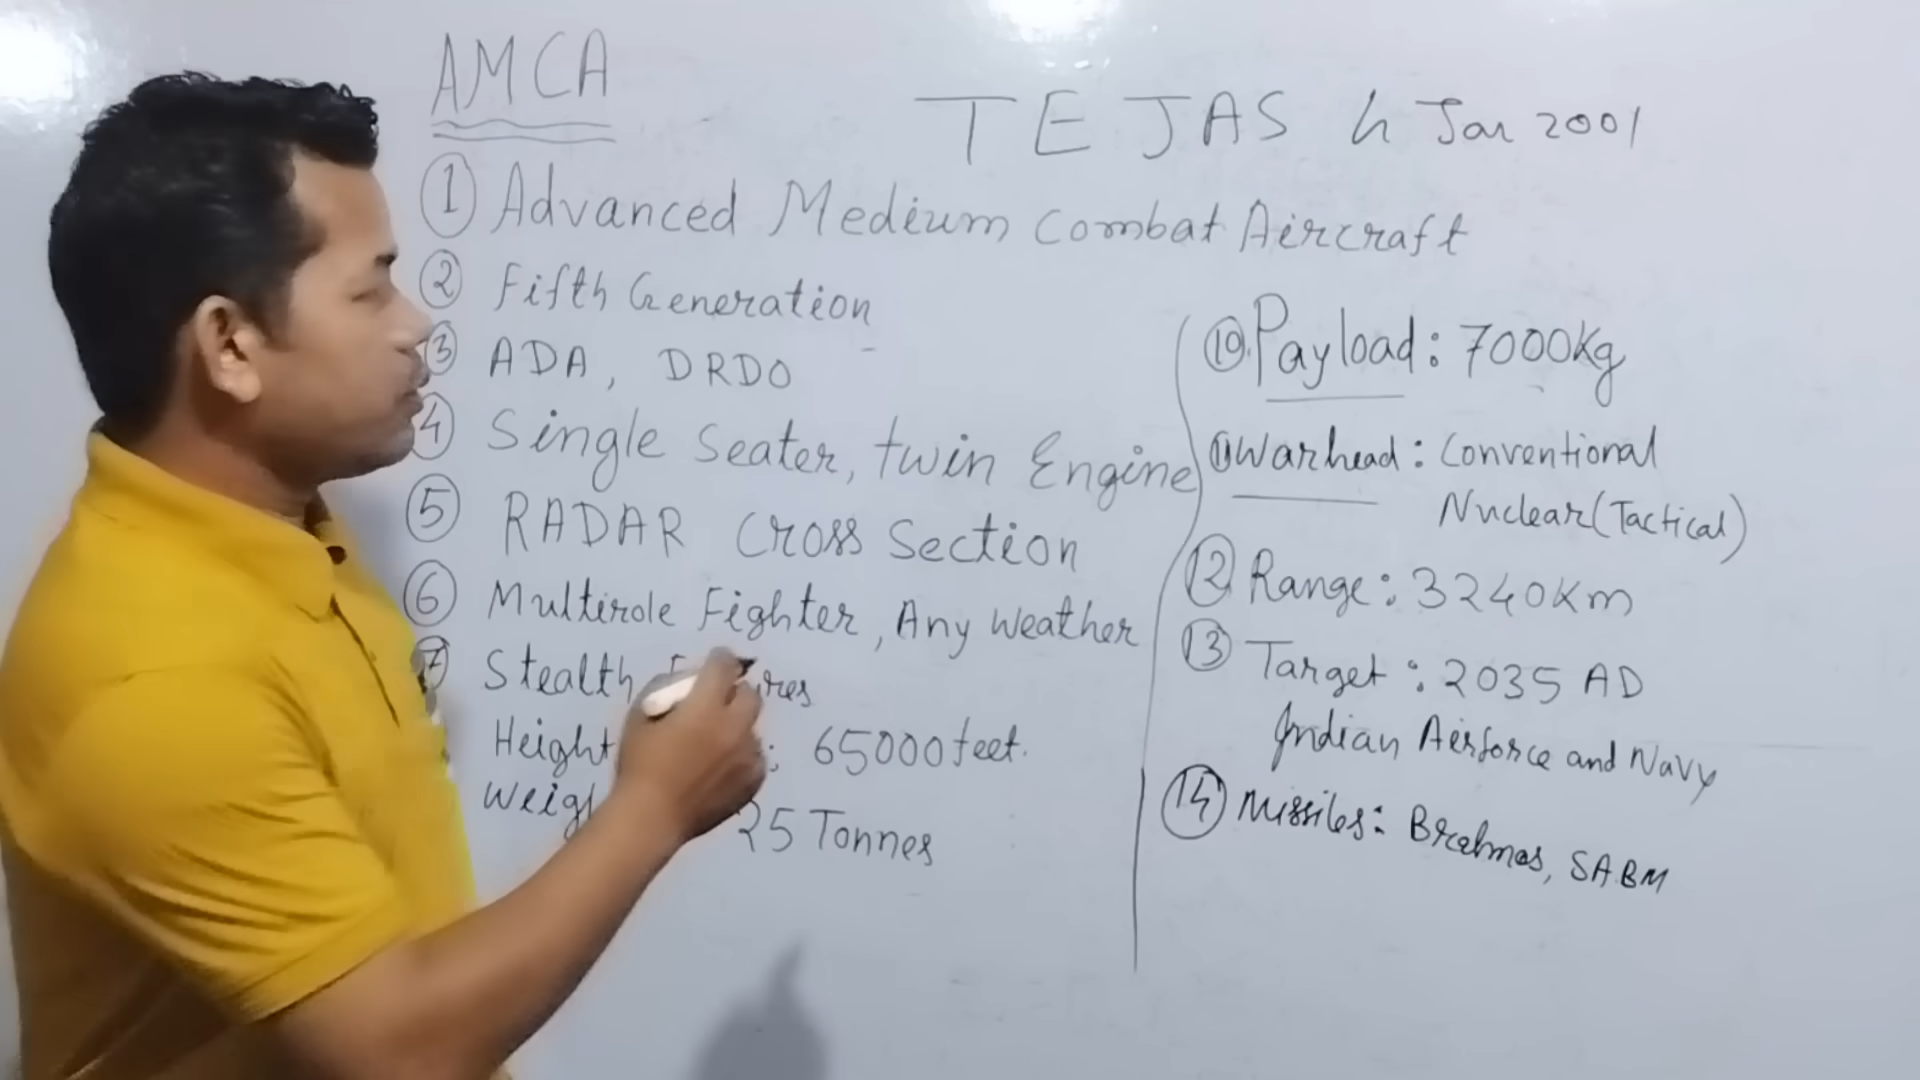 AMCA
TEJAS 4 Jan 2001
① Advanced Medium Combat Aircraft
② Fifth Generation
③ ADA, DRDO
④ Single Seater, twin Engine
⑤ RADAR Cross Section
⑥ Multirole Fighter, Any Weather
⑦ Stealth
Height : 65000 feet.
25 Tonnes
⑩. Payload : 7000Kg
⑪ Warhead : Conventional
Nuclear (Tactical)
⑫ Range : 3240Km
⑬ Target : 2035 AD
Indian Airforce and Navy
⑭ Missiles : Brahmos, SABM